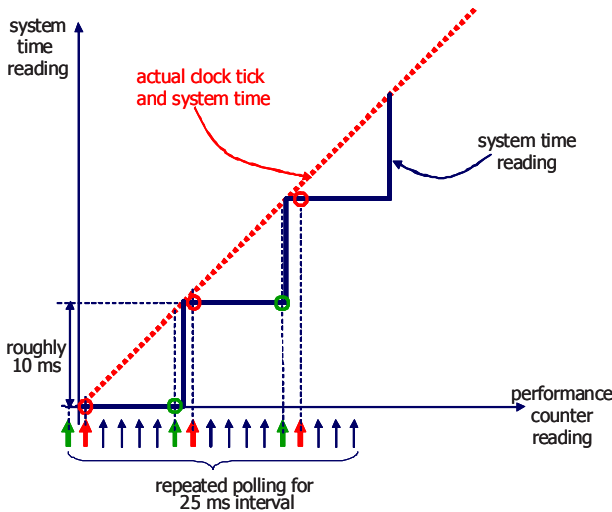 system
time
reading
actual clock tick
and system time
system time
reading
roughly
10 ms
performance
counter
reading
repeated polling for
25 ms interval